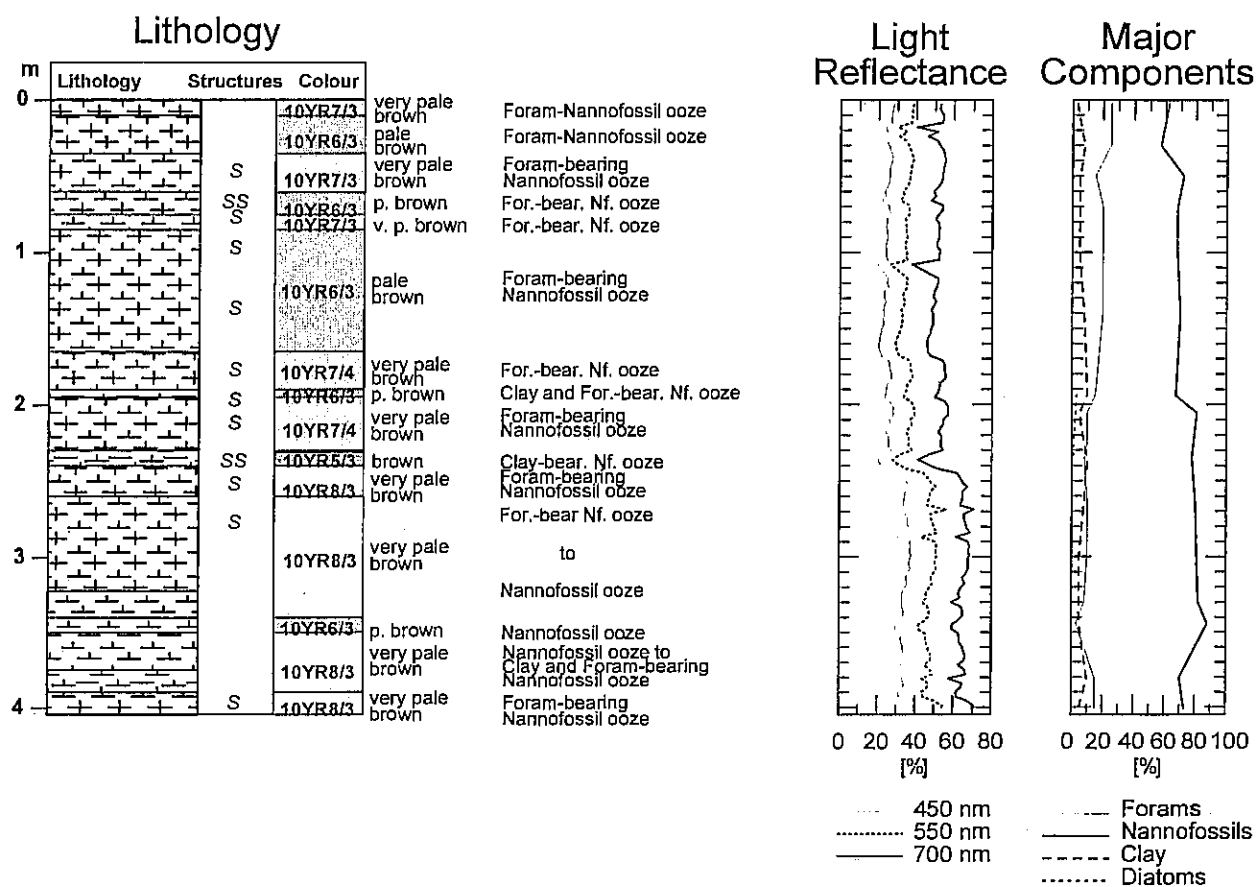 Lithology
Light
Reflectance
Major
Components
m
Lithology Structures Colour
0
10YR7/3 very pale brown Foram-Nannofossil ooze
10YR6/3 pale brown Foram-Nannofossil ooze
S 10YR7/3 very pale brown Foram-bearing Nannofossil ooze
SS 10YR6/3 p. brown For.-bear. Nf. ooze
S 10YR7/3 v. p. brown For.-bear. Nf. ooze
1
S
S
10YR6/3 pale brown Foram-bearing Nannofossil ooze
S 10YR7/4 very pale brown For.-bear. Nf. ooze
S 10YR6/3 p. brown Clay and For.-bear. Nf. ooze
2
S 10YR7/4 very pale brown Foram-bearing Nannofossil ooze
SS 10YR5/3 brown Clay-bear. Nf. ooze
S 10YR8/3 very pale brown Foram-bearing Nannofossil ooze
S For.-bear Nf. ooze
3
10YR8/3 very pale brown to
Nannofossil ooze
10YR6/3 p. brown Nannofossil ooze
10YR8/3 very pale brown Nannofossil ooze to Clay and Foram-bearing Nannofossil ooze
4
S 10YR8/3 very pale brown Foram-bearing Nannofossil ooze
0 20 40 60 80
[%]
450 nm
550 nm
700 nm
0 20 40 60 80 100
[%]
Forams
Nannofossils
Clay
Diatoms